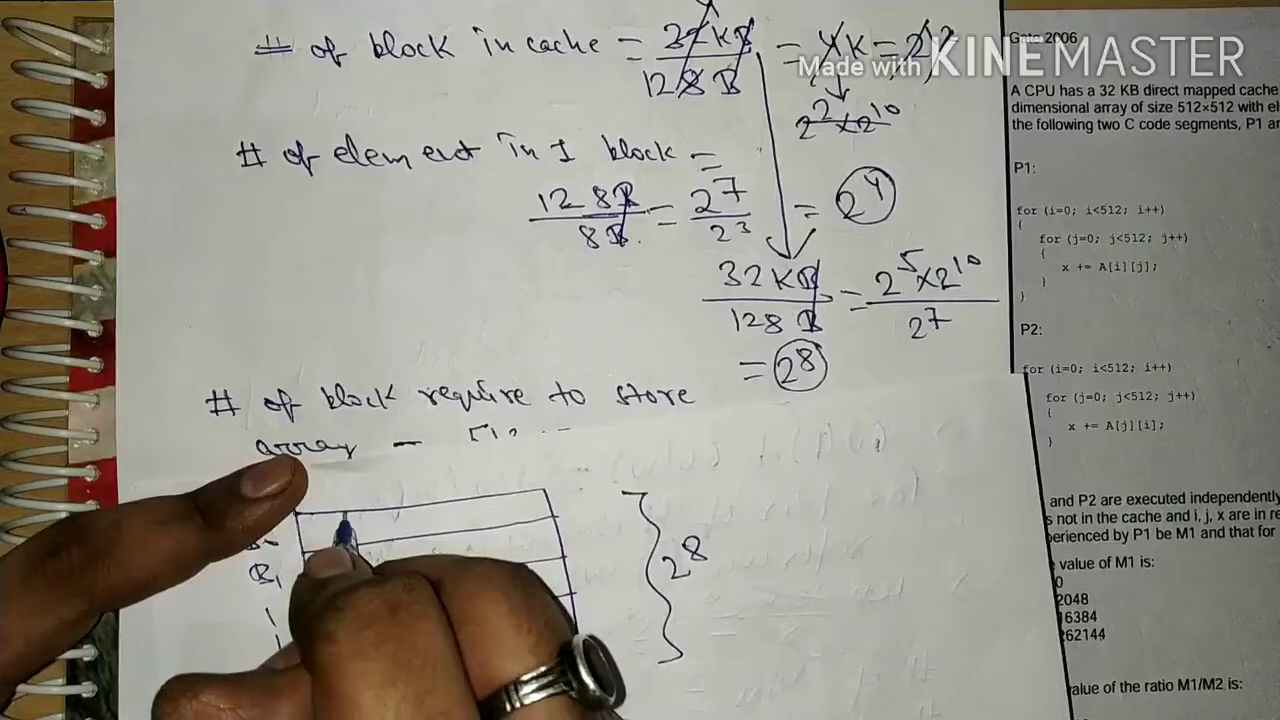 # of block in cache = 32 KB / 128 B = 4K = 2
2^2 x 2^10
# of element in 1 block =
128B / 8B = 2^7 / 2^3 = 2^4
32 KB / 128 B = 2^5 x 2^10 / 2^7
= 2^8
# of block require to store
array -
B1
2^8
Made with KINEMASTER
Gate 2006
A CPU has a 32 KB direct mapped cache
dimensional array of size 512×512 with el
the following two C code segments, P1 an
P1:
for (i=0; i<512; i++)
{
for (j=0; j<512; j++)
{
x += A[i][j];
}
}
P2:
for (i=0; i<512; i++)
for (j=0; j<512; j++)
{
x += A[j][i];
}
and P2 are executed independently
s not in the cache and i, j, x are in re
perienced by P1 be M1 and that for
value of M1 is:
0
2048
16384
262144
value of the ratio M1/M2 is: